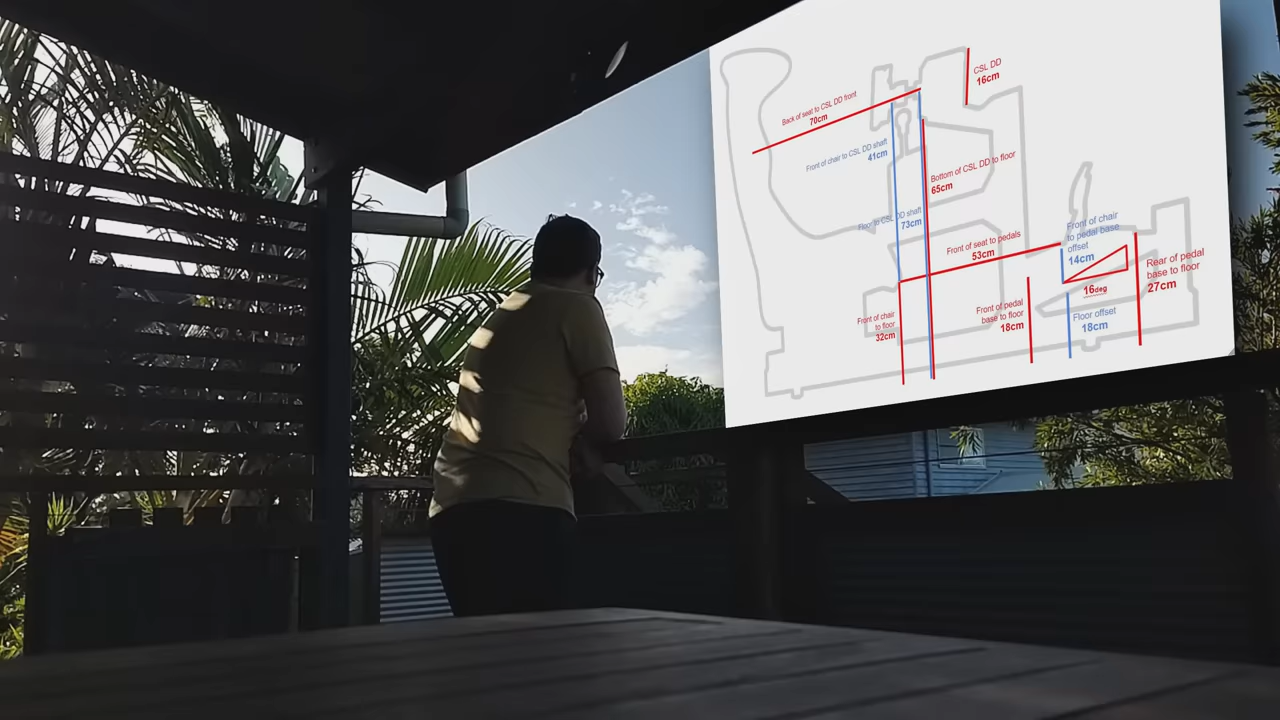 CSL DD
16cm
Back of seat to CSL DD front
70cm
Front of chair to CSL DD shaft
41cm
Bottom of CSL DD to floor
65cm
Floor to CSL DD shaft
73cm
Front of seat to pedals
53cm
Front of chair
to pedal base
offset
14cm
16deg
Rear of pedal
base to floor
27cm
Front of chair
to floor
32cm
Front of pedal
base to floor
18cm
Floor offset
18cm